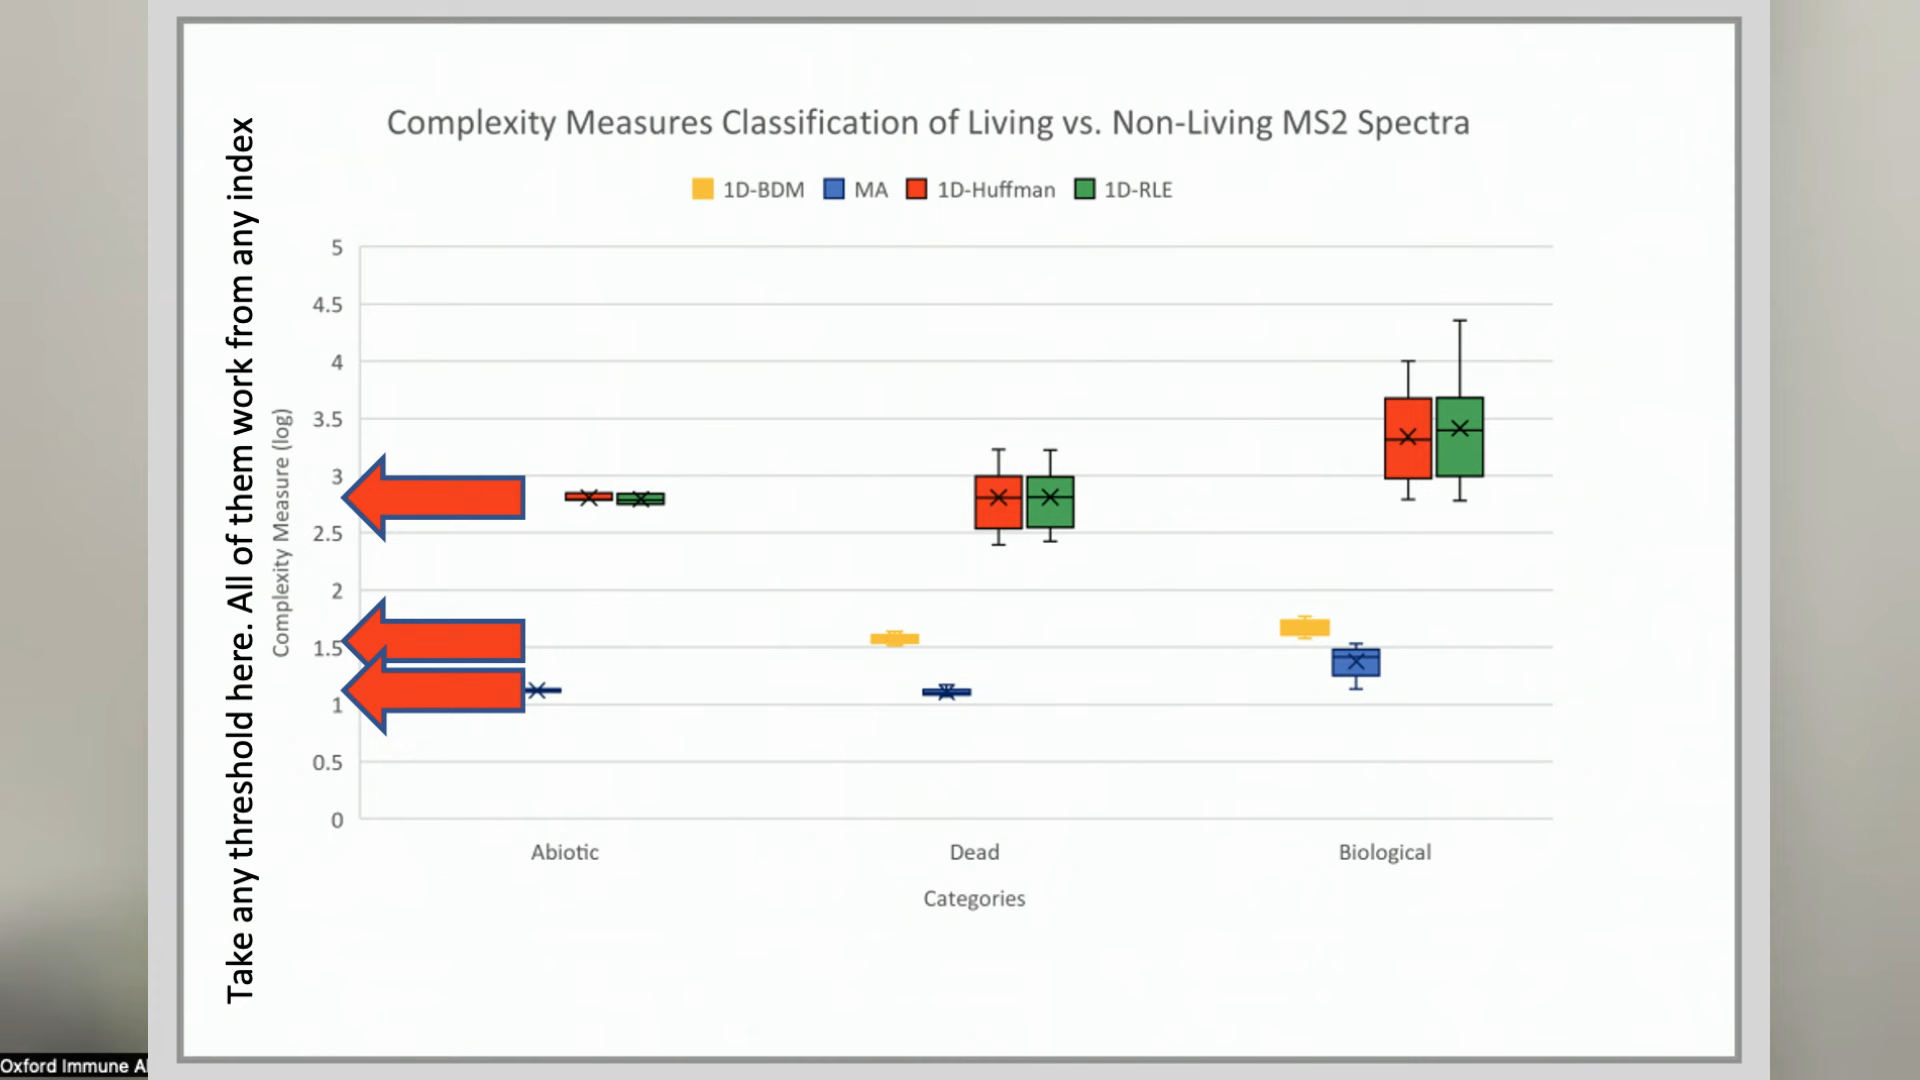 Complexity Measures Classification of Living vs. Non-Living MS2 Spectra
1D-BDM MA 1D-Huffman 1D-RLE
Take any threshold here. All of them work from any index
Complexity Measure (log)
5
4.5
4
3.5
3
2.5
2
1.5
1
0.5
0
Abiotic Dead Biological
Categories
Oxford Immune